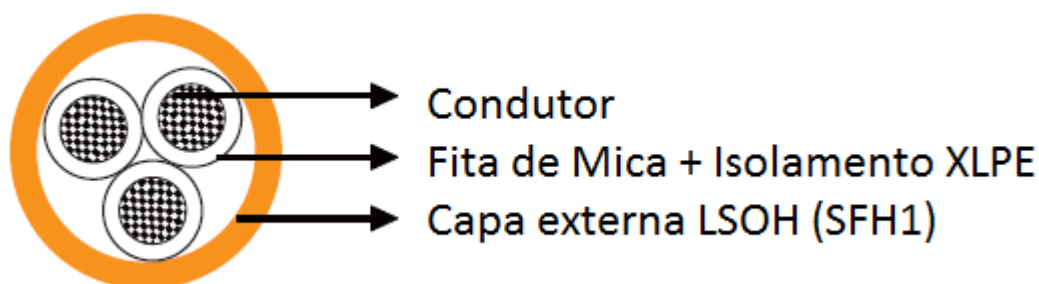 Condutor
Fita de Mica + Isolamento XLPE
Capa externa LSOH (SFH1)